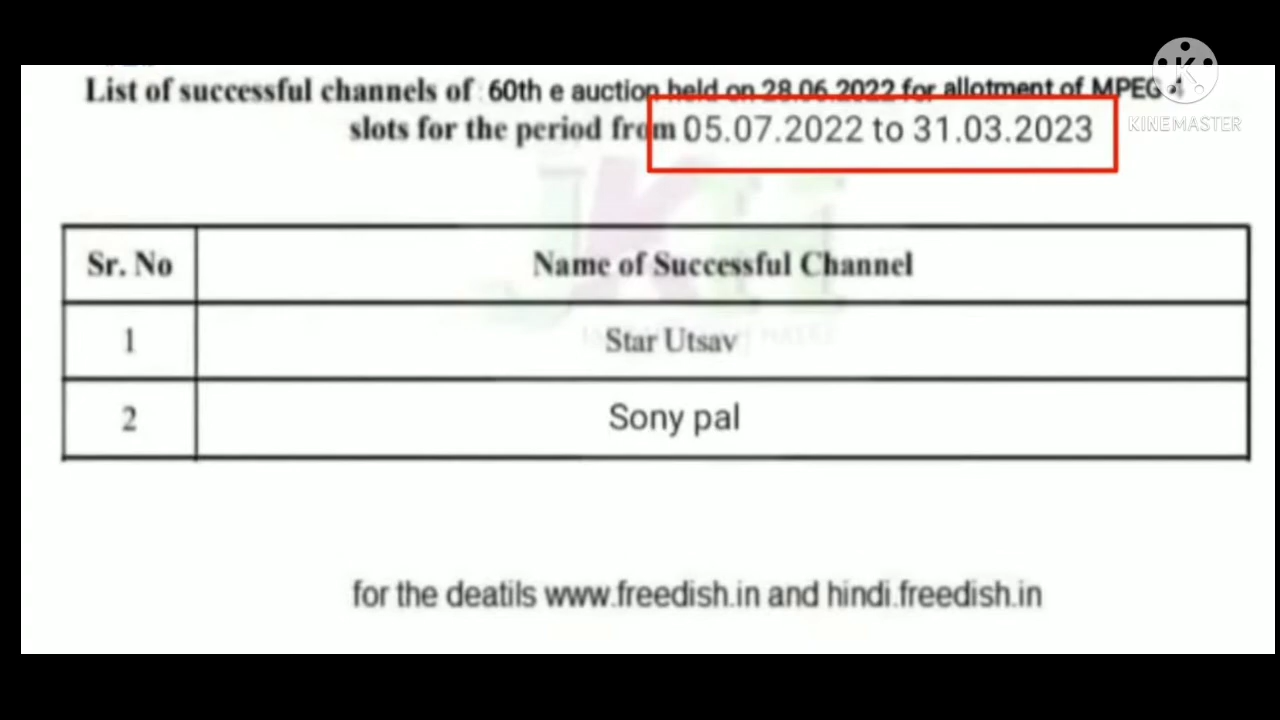 List of successful channels of : 60th e auction held on 28.06.2022 for allotment of MPEG 4
slots for the period from 05.07.2022 to 31.03.2023
KINEMASTER
Sr. No Name of Successful Channel
1 Star Utsav
2 Sony pal
for the deatils www.freedish.in and hindi.freedish.in